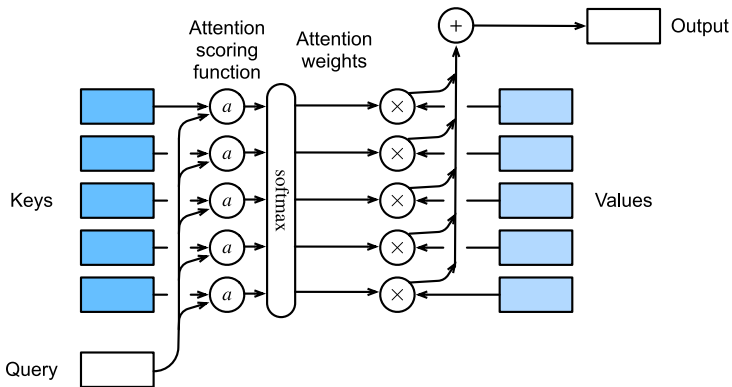 +
Output
Attention
scoring
function
Attention
weights
a
×
a
×
Keys
a
softmax
×
Values
a
×
a
×
Query